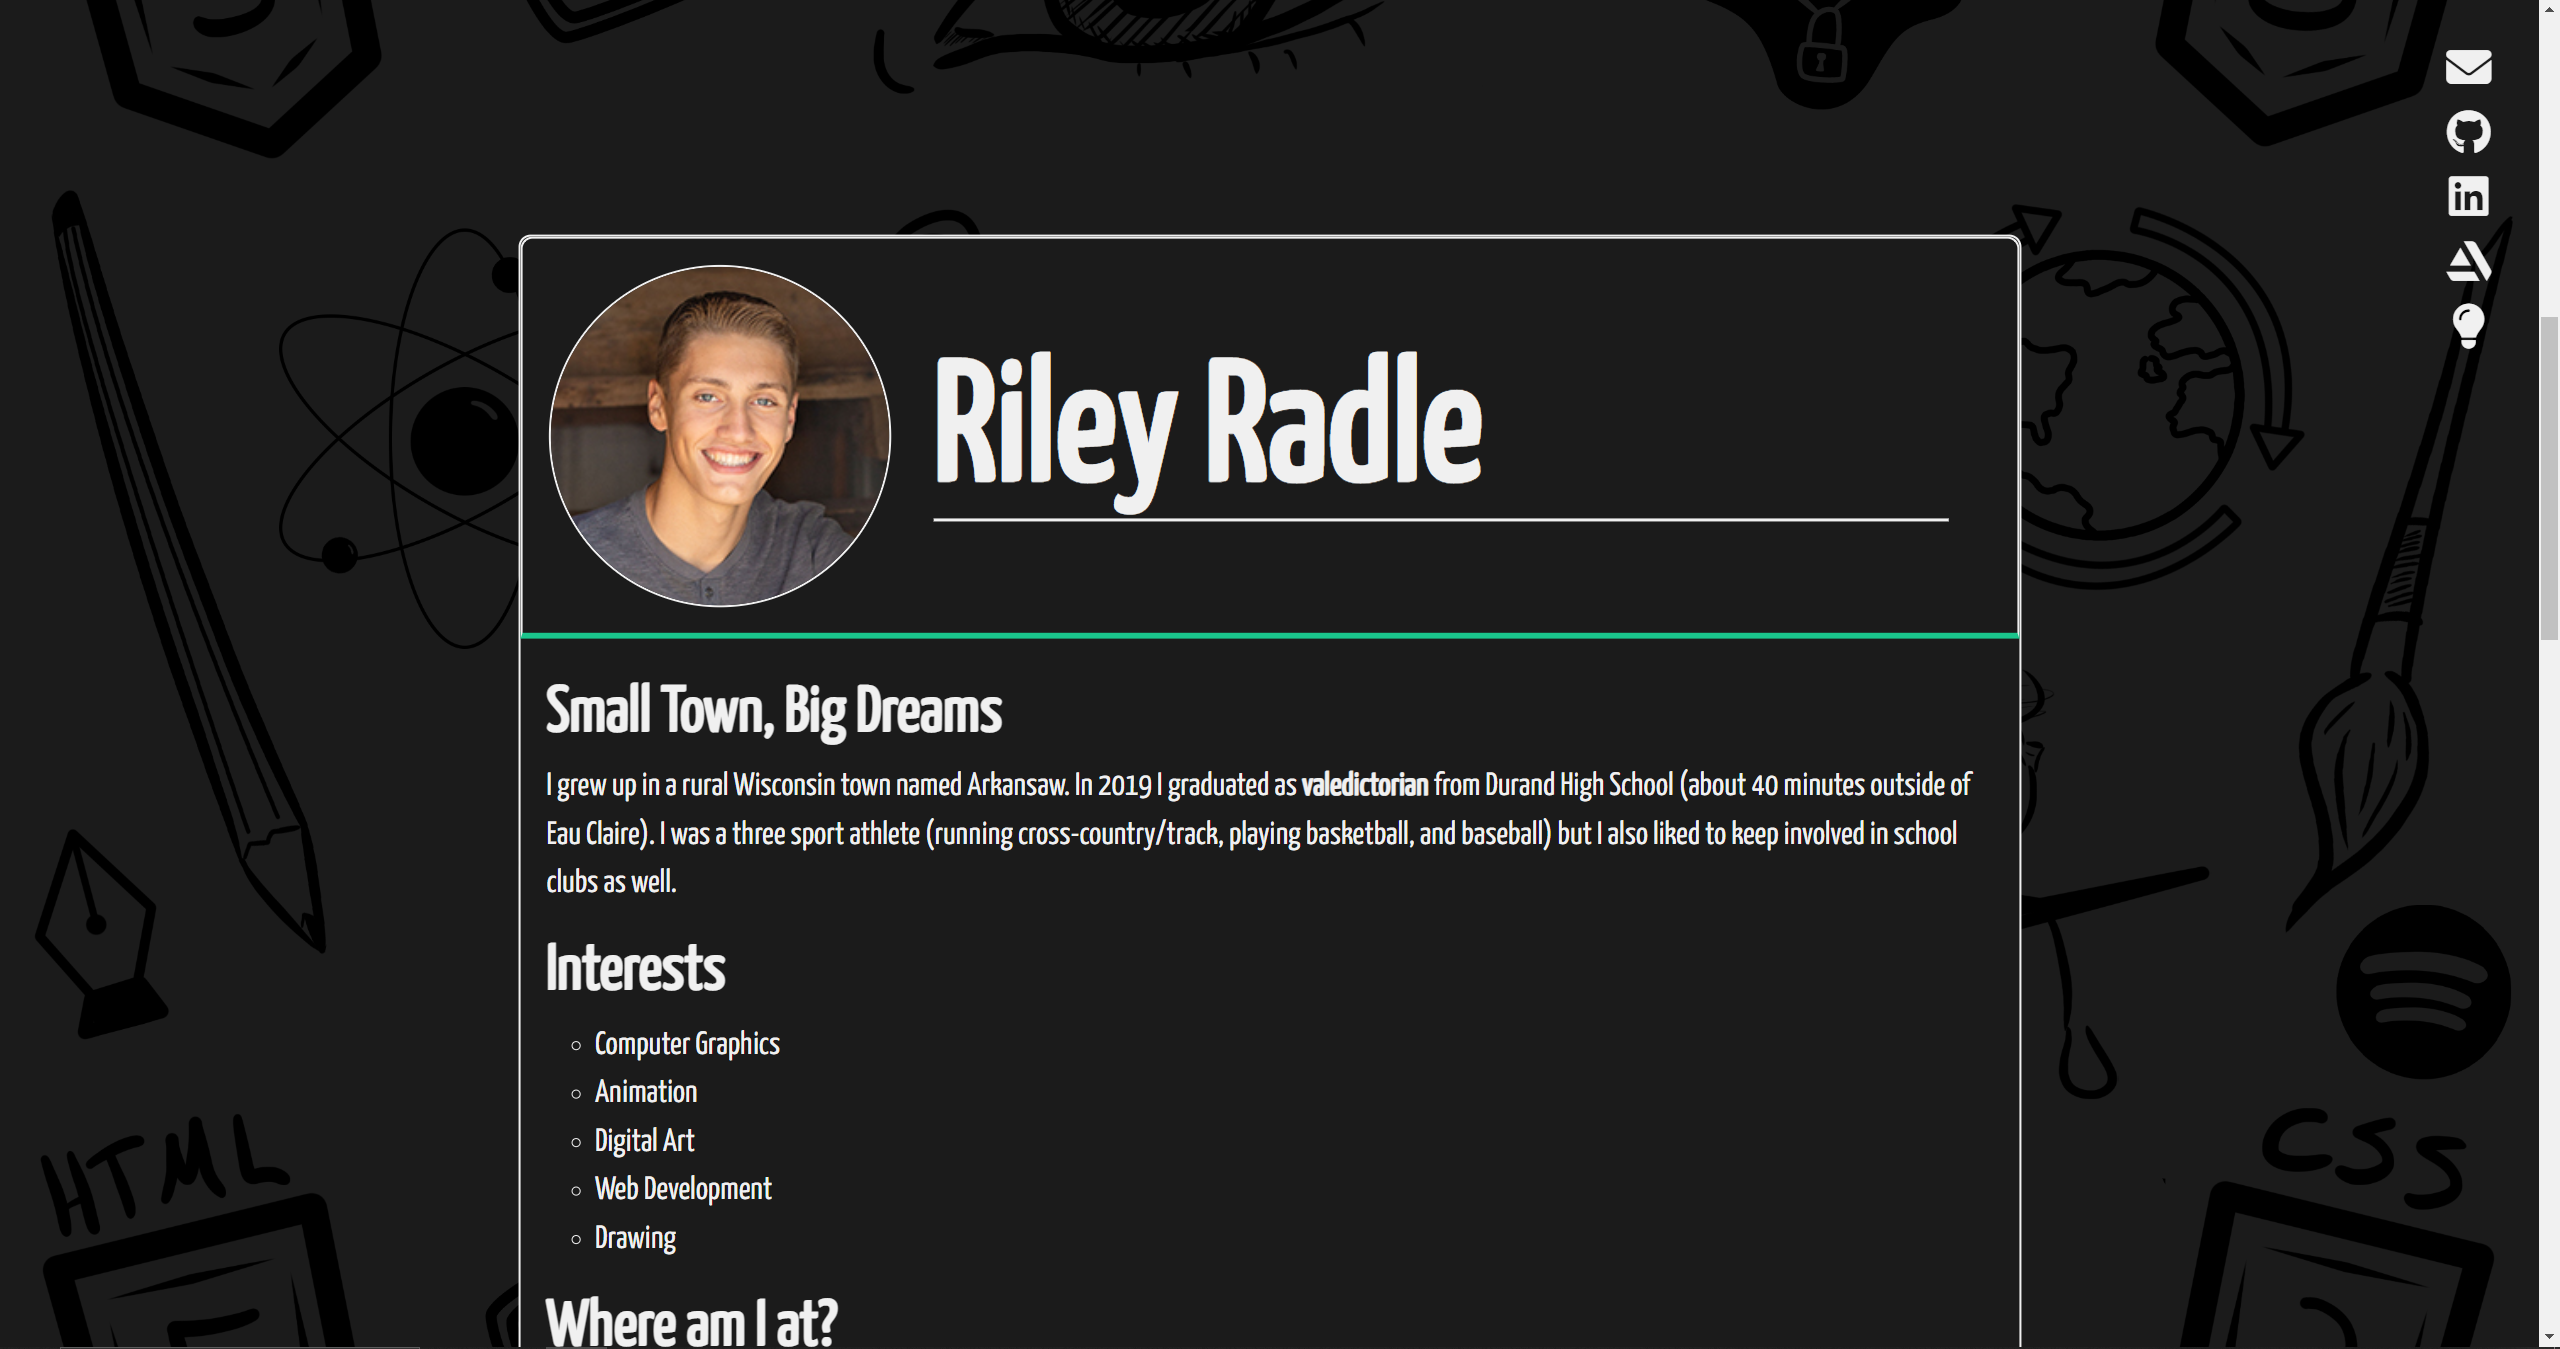 Riley Radle
Small Town, Big Dreams
I grew up in a rural Wisconsin town named Arkansaw. In 2019 I graduated as valedictorian from Durand High School (about 40 minutes outside of
Eau Claire). I was a three sport athlete (running cross-country/track, playing basketball, and baseball) but I also liked to keep involved in school
clubs as well.
Interests
Computer Graphics
Animation
Digital Art
Web Development
Drawing
Where am I at?
HTML
CSS
in